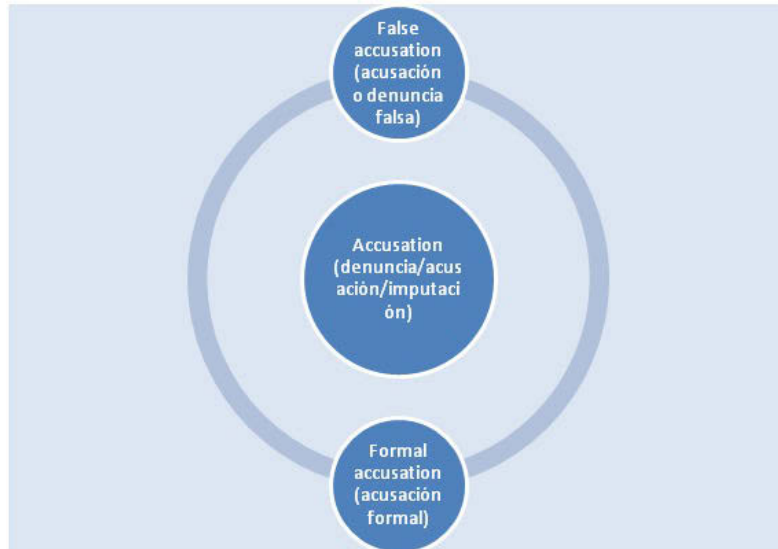 False
accusation
(acusación
o denuncia
falsa)
Accusation
(denuncia/acus
ación/imputaci
ón)
Formal
accusation
(acusación
formal)